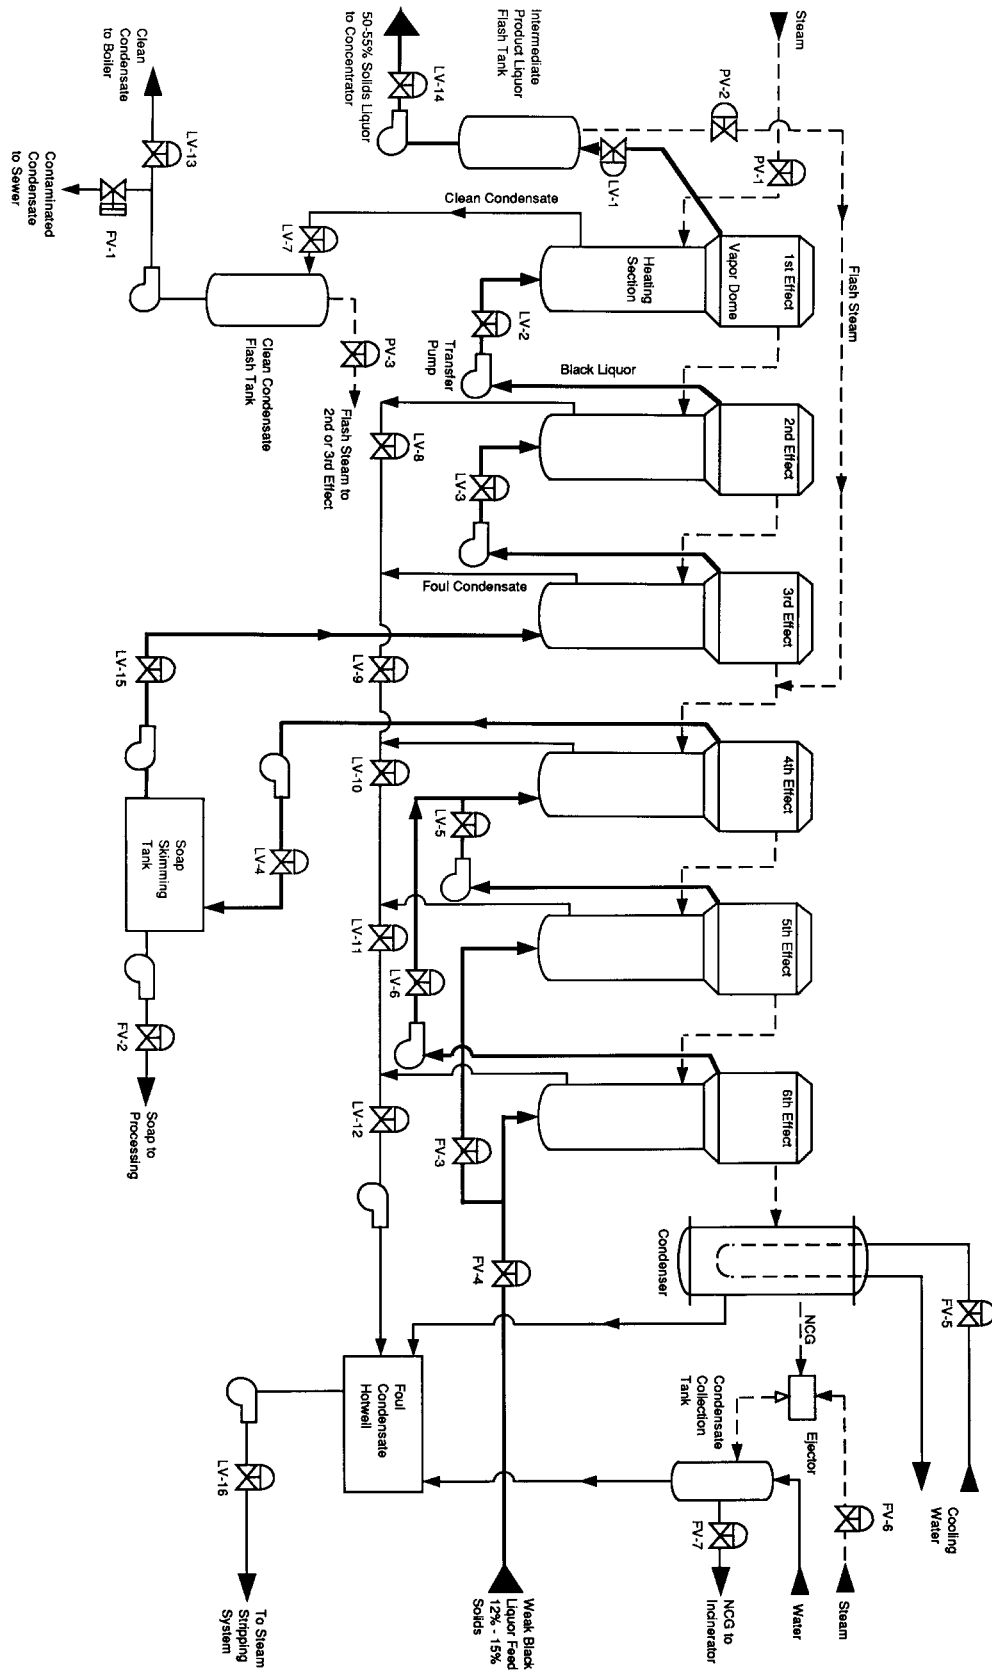 Steam
PV-1
PV-2
Flash Steam
Intermediate
Product Liquor
Flash Tank
LV-14
50-55% Solids Liquor
to Concentrator
LV-1
1st Effect
Vapor Dome
Heating
Section
Clean Condensate
LV-7
LV-13
Clean
Condensate
to Boiler
Contaminated
Condensate
to Sewer
FV-1
Clean Condensate
Flash Tank
PV-3
Flash Steam to
2nd or 3rd Effect
LV-2
Transfer
Pump
Black Liquor
2nd Effect
LV-8
LV-3
3rd Effect
Foul Condensate
LV-9
LV-15
4th Effect
LV-10
LV-4
Soap
Skimming
Tank
LV-5
5th Effect
LV-11
LV-6
FV-2
Soap to
Processing
6th Effect
LV-12
FV-3
FV-4
Condenser
FV-5
Cooling
Water
NCG
Ejector
Condensate
Collection
Tank
FV-6
Steam
Water
FV-7
NCG to
Incinerator
Foul
Condensate
Hotwell
LV-16
To Steam
Stripping
System
Weak Black
Liquor Feed
12% - 15%
Solids